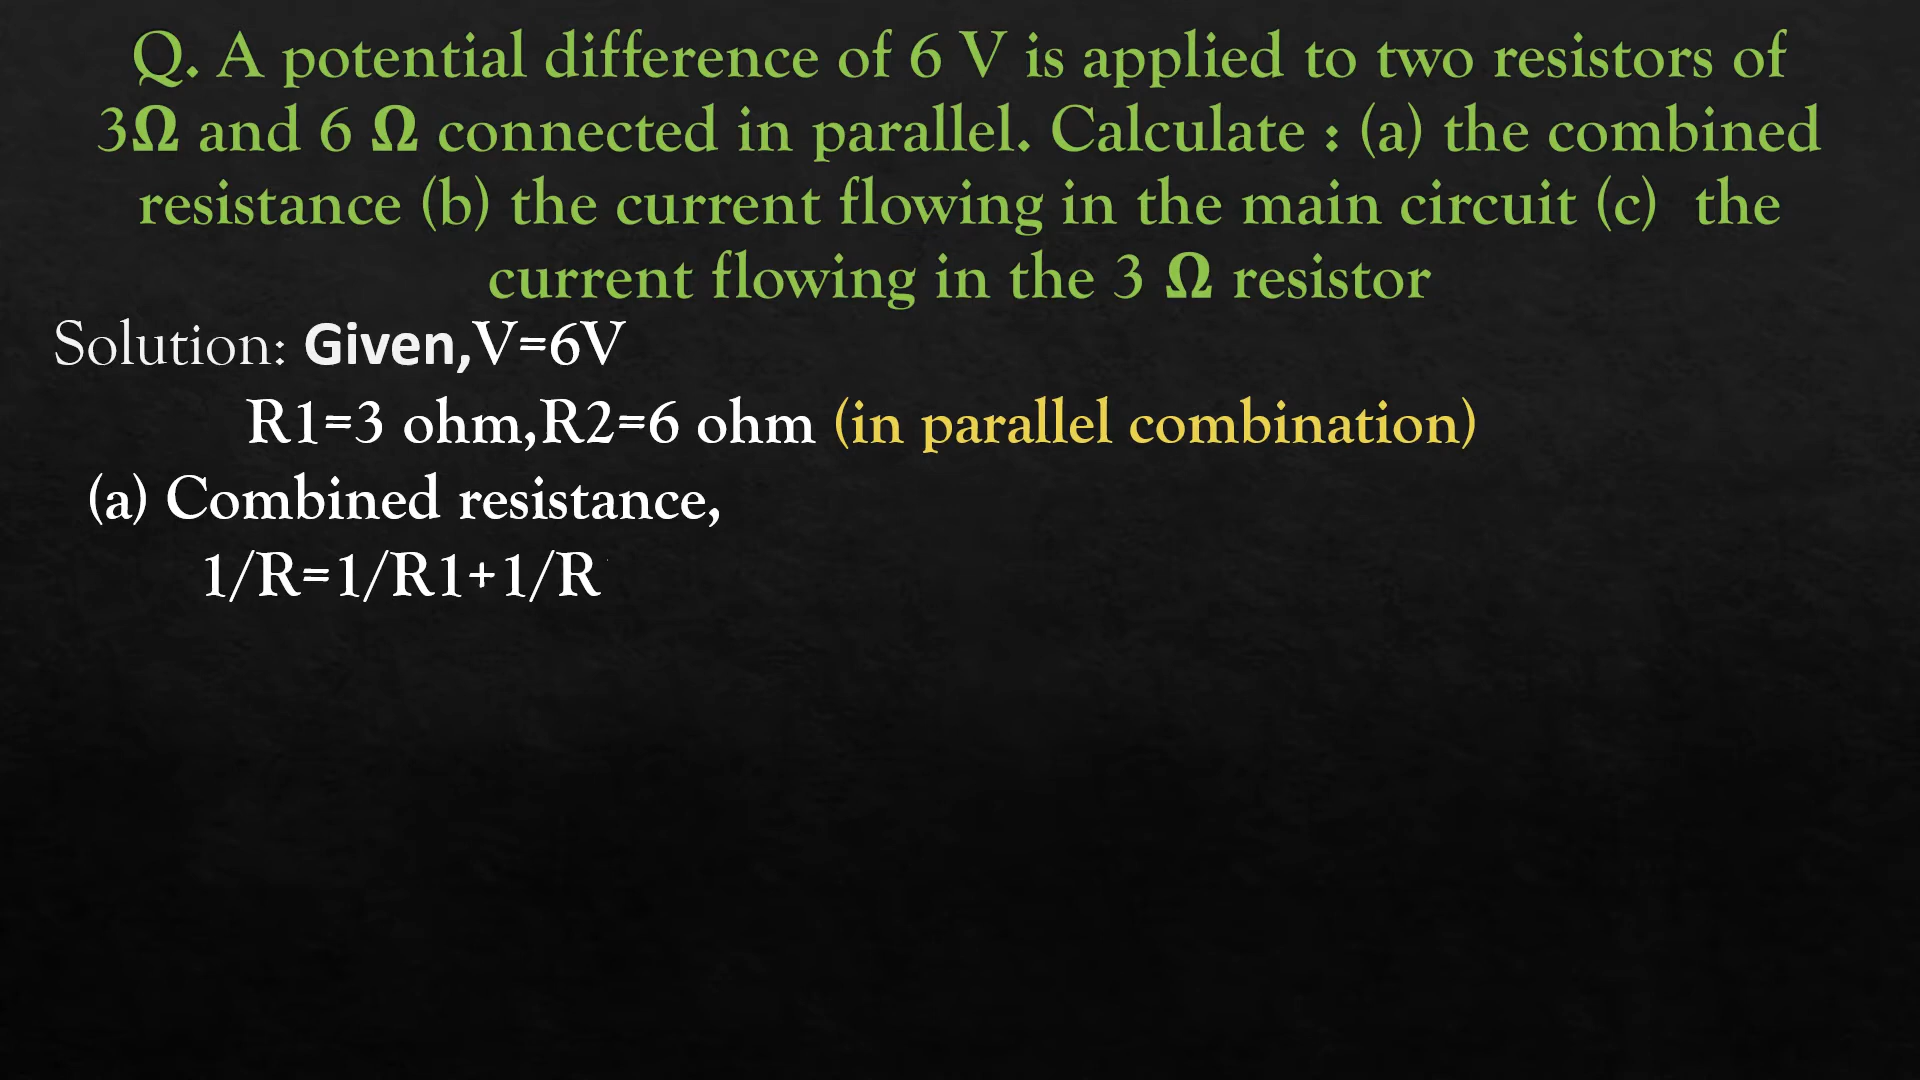 Q. A potential difference of 6 V is applied to two resistors of
3Ω and 6 Ω connected in parallel. Calculate : (a) the combined
resistance (b) the current flowing in the main circuit (c) the
current flowing in the 3 Ω resistor
Solution: Given,V=6V
R1=3 ohm,R2=6 ohm (in parallel combination)
(a) Combined resistance,
1/R=1/R1+1/R